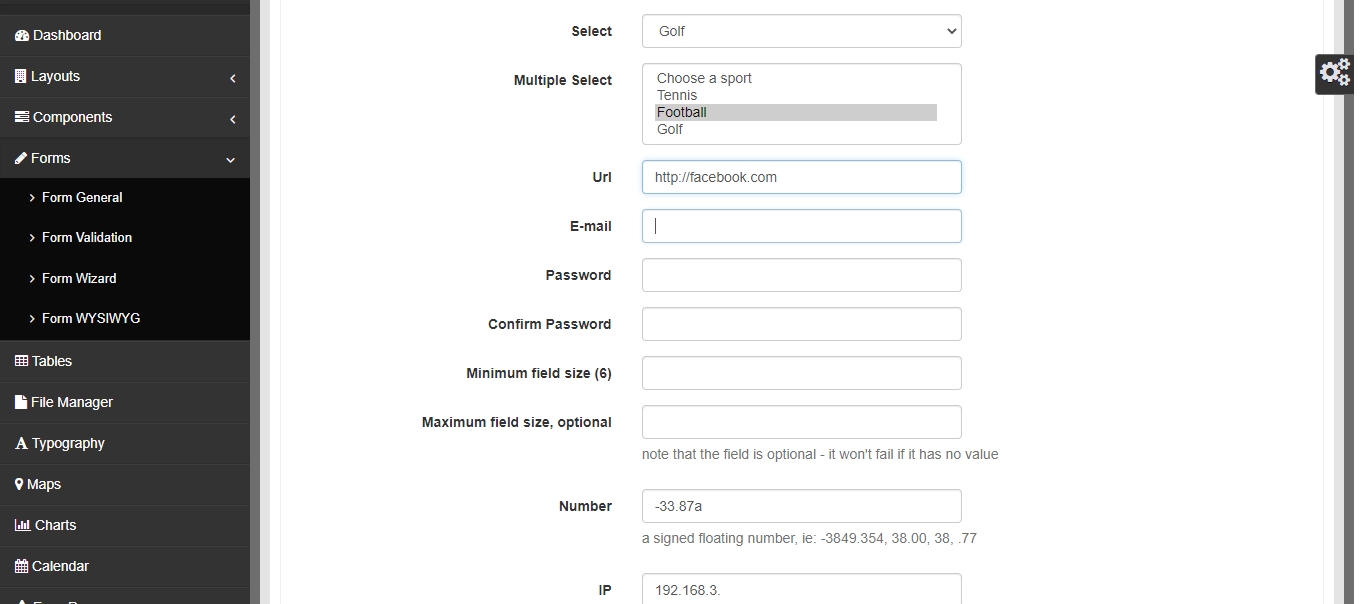 Dashboard
Layouts
Components
Forms
Form General
Form Validation
Form Wizard
Form WYSIWYG
Tables
File Manager
Typography
Maps
Charts
Calendar
Select
Golf
Multiple Select
Choose a sport
Tennis
Football
Golf
Url
http://facebook.com
E-mail
Password
Confirm Password
Minimum field size (6)
Maximum field size, optional
note that the field is optional - it won't fail if it has no value
Number
-33.87a
a signed floating number, ie: -3849.354, 38.00, 38, .77
IP
192.168.3.